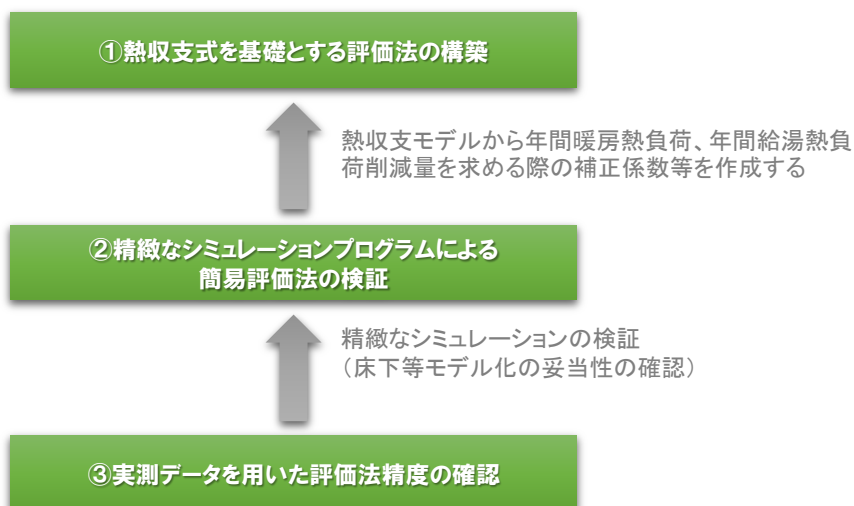 ①熱収支式を基礎とする評価法の構築
熱収支モデルから年間暖房熱負荷、年間給湯熱負
荷削減量を求める際の補正係数等を作成する
②精緻なシミュレーションプログラムによる
簡易評価法の検証
精緻なシミュレーションの検証
（床下等モデル化の妥当性の確認）
③実測データを用いた評価法精度の確認